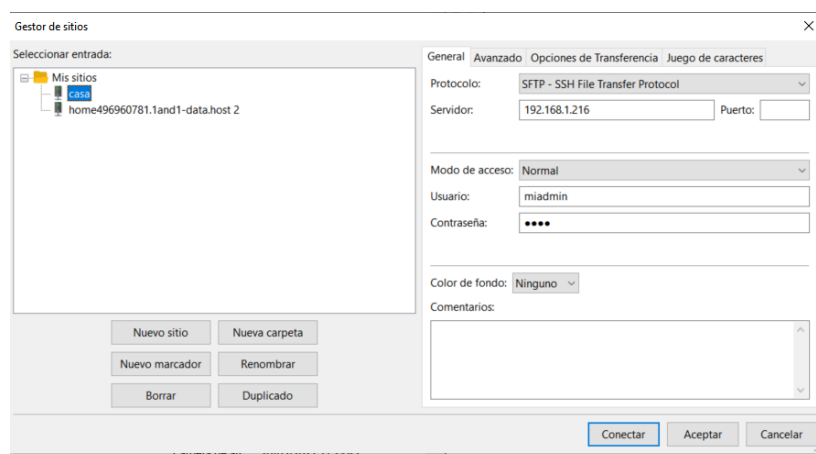 Gestor de sitios
Seleccionar entrada:
Mis sitios
casa
home496960781.1and1-data.host 2
Nuevo sitio Nueva carpeta
Nuevo marcador Renombrar
Borrar Duplicado
General Avanzado Opciones de Transferencia Juego de caracteres
Protocolo: SFTP - SSH File Transfer Protocol
Servidor: 192.168.1.216 Puerto:
Modo de acceso: Normal
Usuario: miadmin
Contraseña: ●●●●
Color de fondo: Ninguno
Comentarios:
Conectar Aceptar Cancelar